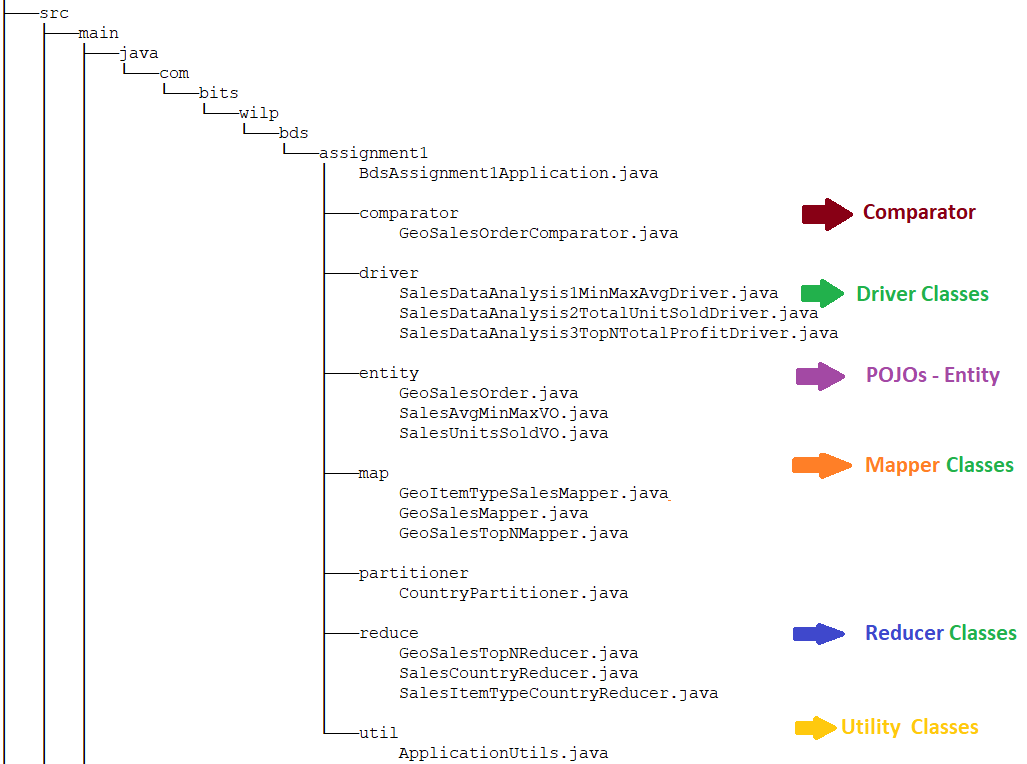 src
main
java
com
bits
wilp
bds
assignment1
BdsAssignment1Application.java
comparator
Comparator
GeoSalesOrderComparator.java
driver
SalesDataAnalysis1MinMaxAvgDriver.java
Driver Classes
SalesDataAnalysis2TotalUnitSoldDriver.java
SalesDataAnalysis3TopNTotalProfitDriver.java
entity
POJOs - Entity
GeoSalesOrder.java
SalesAvgMinMaxVO.java
SalesUnitsSoldVO.java
map
Mapper Classes
GeoItemTypeSalesMapper.java
GeoSalesMapper.java
GeoSalesTopNMapper.java
partitioner
CountryPartitioner.java
reduce
Reducer Classes
GeoSalesTopNReducer.java
SalesCountryReducer.java
SalesItemTypeCountryReducer.java
util
Utility Classes
ApplicationUtils.java